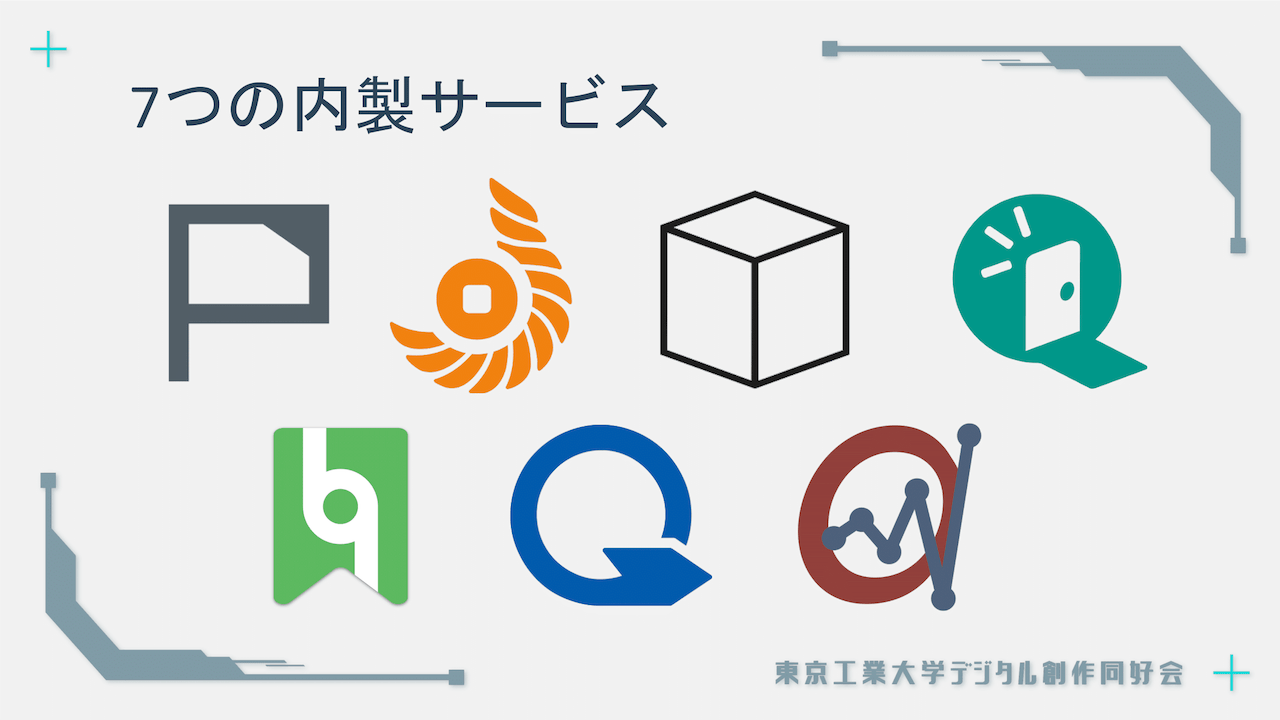 7つの内製サービス
東京工業大学デジタル創作同好会